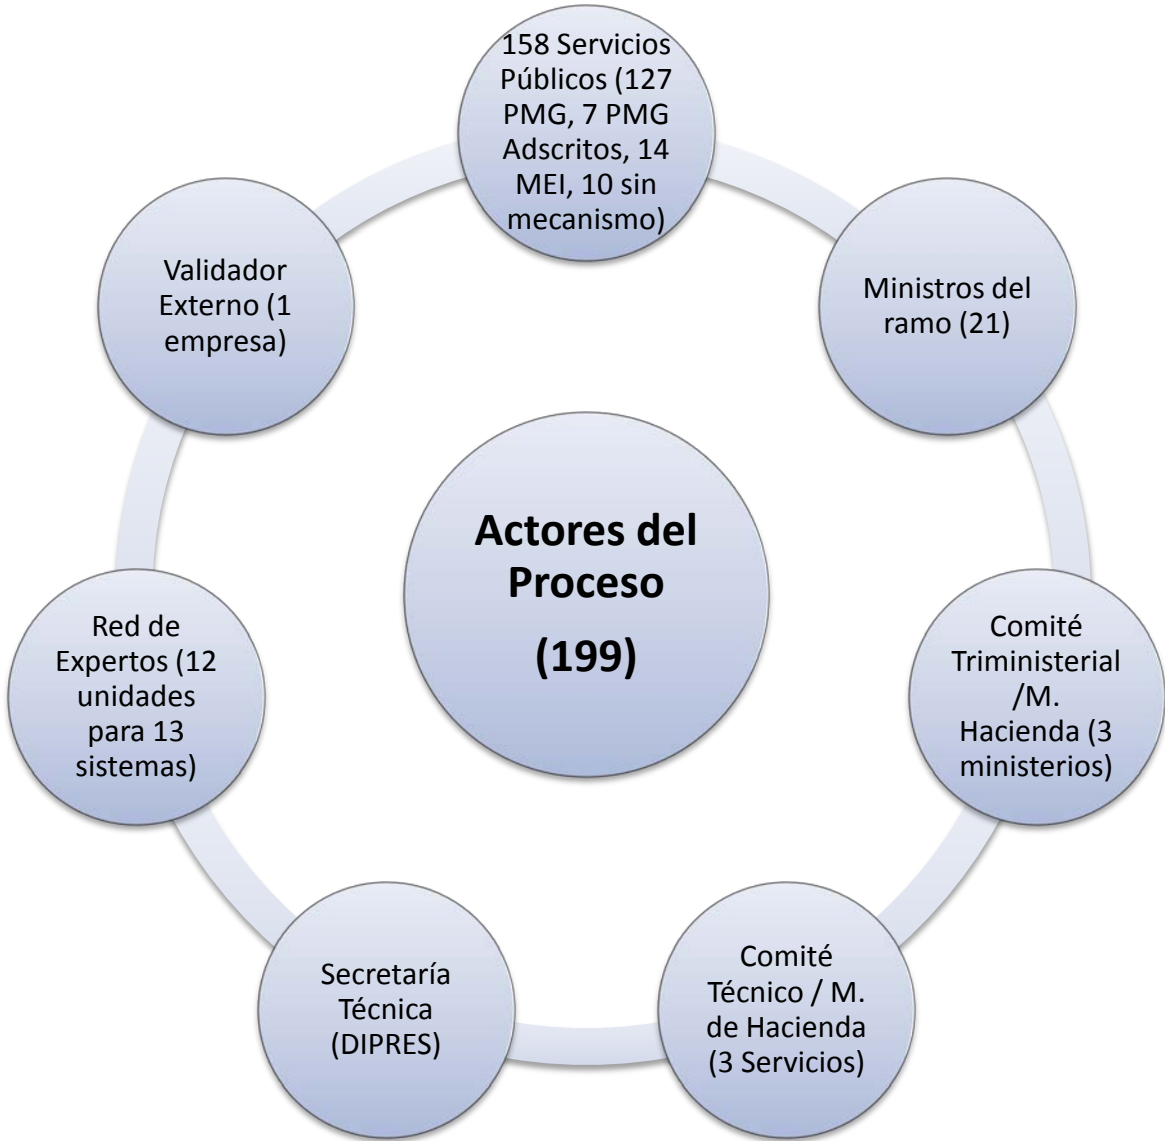 158 Servicios
Públicos (127
PMG, 7 PMG
Adscritos, 14
MEI, 10 sin
mecanismo)
Ministros del
ramo (21)
Comité
Triministerial
/M.
Hacienda (3
ministerios)
Comité
Técnico / M.
de Hacienda
(3 Servicios)
Secretaría
Técnica
(DIPRES)
Red de
Expertos (12
unidades
para 13
sistemas)
Validador
Externo (1
empresa)
Actores del
Proceso
(199)